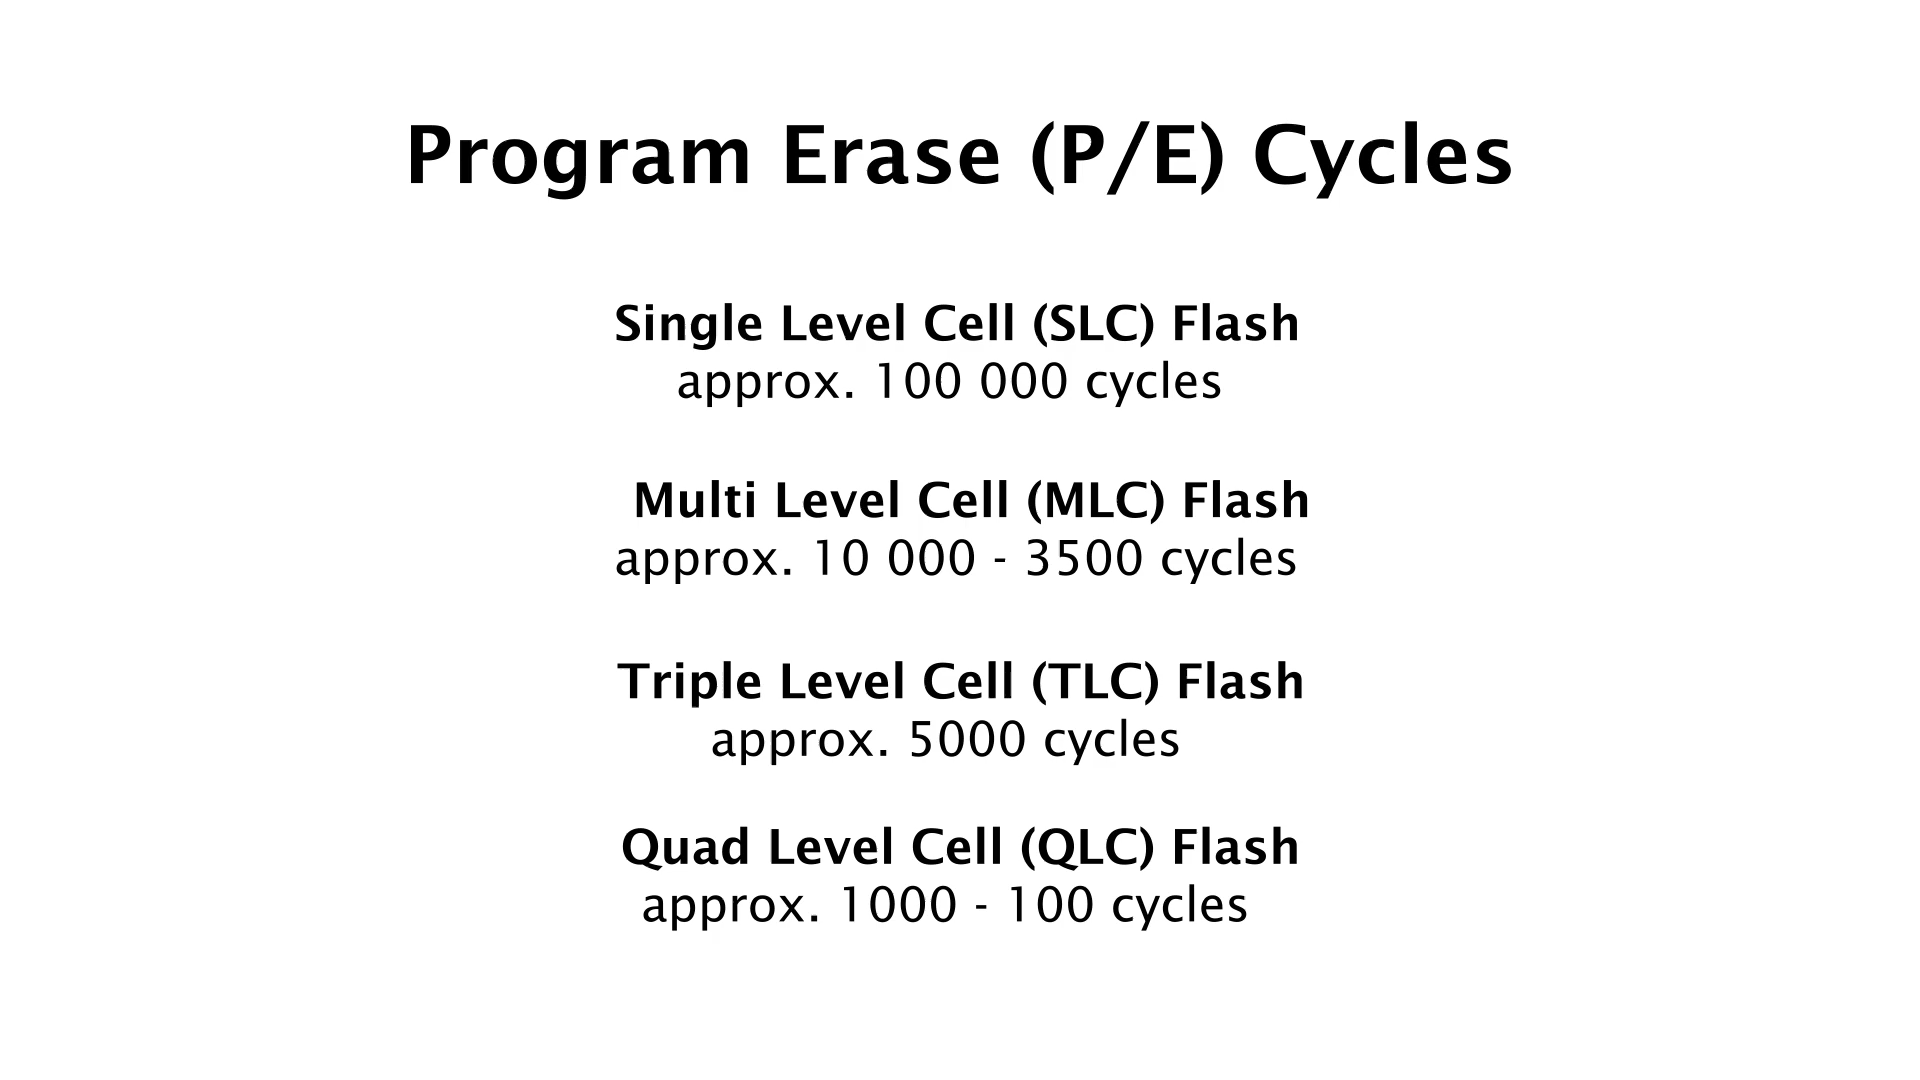 Program Erase (P/E) Cycles
Single Level Cell (SLC) Flash
approx. 100 000 cycles
Multi Level Cell (MLC) Flash
approx. 10 000 - 3500 cycles
Triple Level Cell (TLC) Flash
approx. 5000 cycles
Quad Level Cell (QLC) Flash
approx. 1000 - 100 cycles